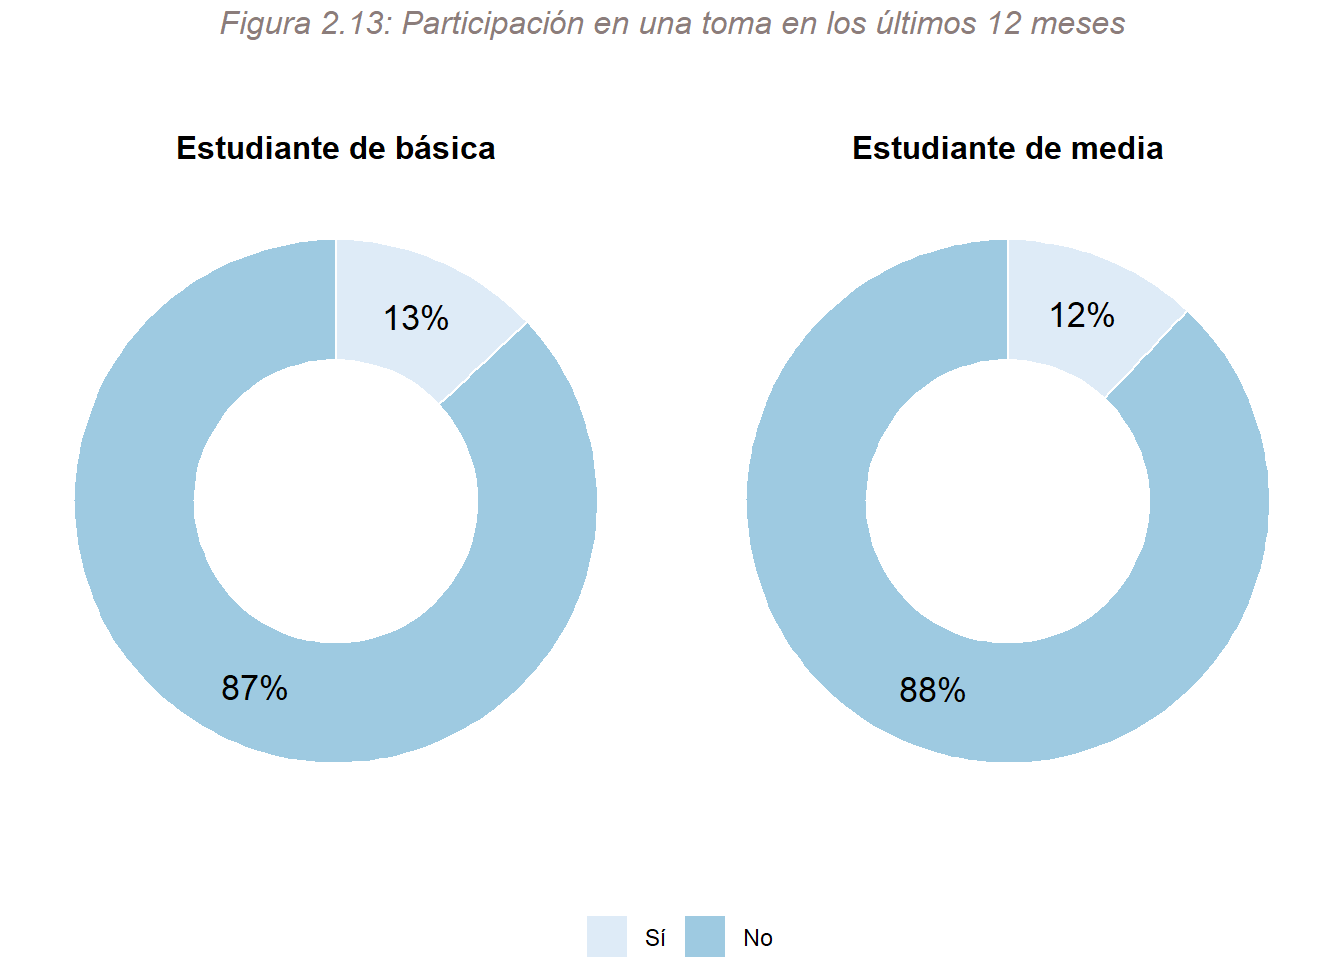 Figura 2.13: Participación en una toma en los últimos 12 meses
Estudiante de básica
Estudiante de media
13%
12%
87%
88%
Sí
No